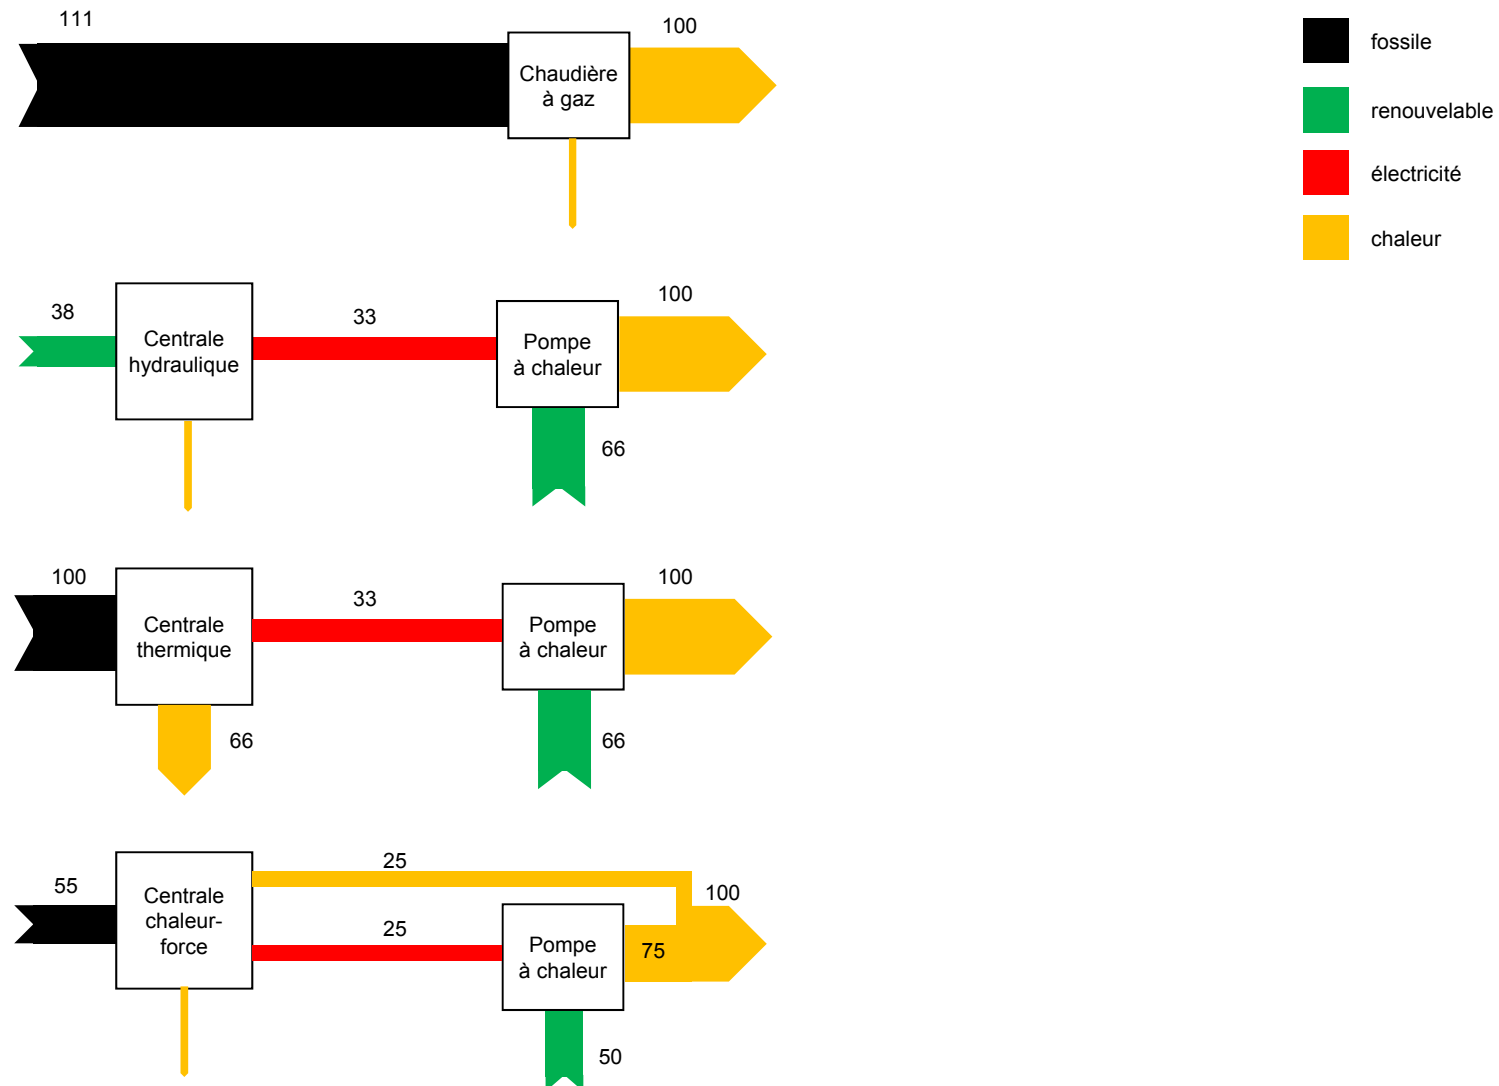 111
100
Chaudière
à gaz
fossile
renouvelable
électricité
chaleur
38
Centrale
hydraulique
33
Pompe
à chaleur
100
66
100
Centrale
thermique
66
33
Pompe
à chaleur
100
66
55
Centrale
chaleur-
force
25
25
Pompe
à chaleur
75
100
50